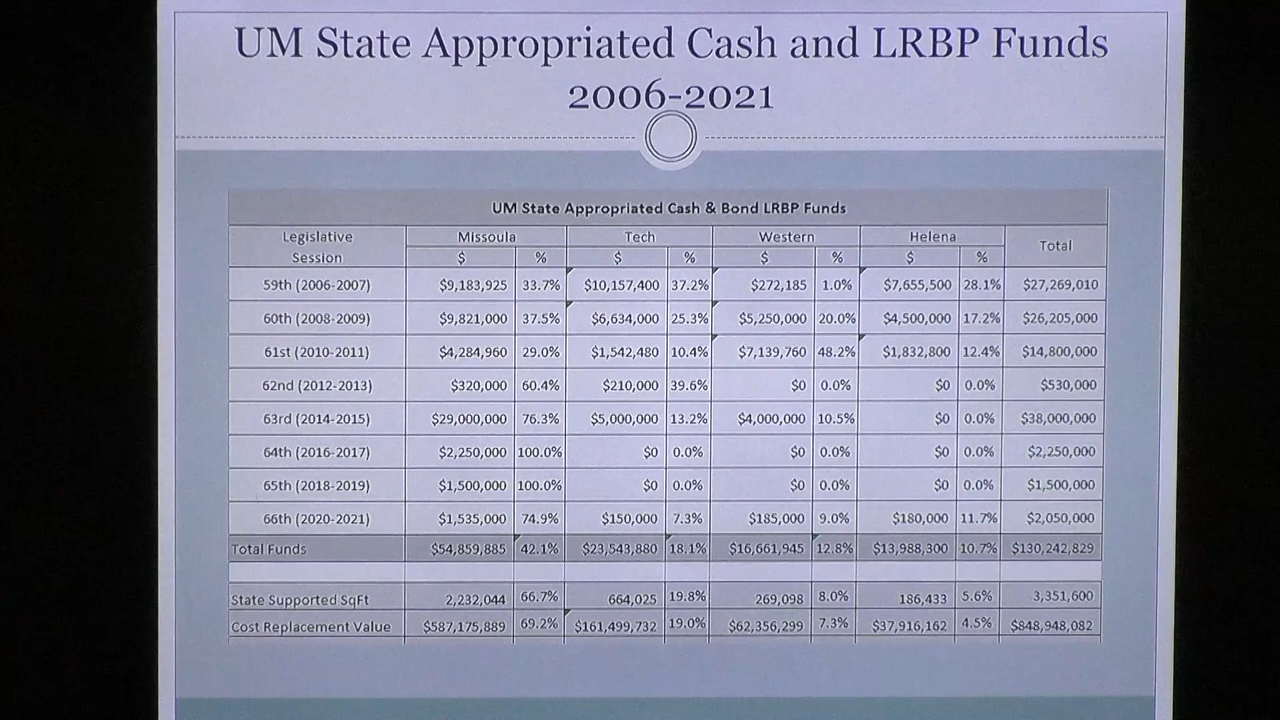 UM State Appropriated Cash and LRBP Funds
2006-2021
UM State Appropriated Cash & Bond LRBP Funds
Legislative Session Missoula Tech Western Helena Total
$ % $ % $ % $ %
59th (2006-2007) $9,183,925 33.7% $10,157,400 37.2% $272,185 1.0% $7,655,500 28.1% $27,269,010
60th (2008-2009) $9,821,000 37.5% $6,634,000 25.3% $5,250,000 20.0% $4,500,000 17.2% $26,205,000
61st (2010-2011) $4,284,960 29.0% $1,542,480 10.4% $7,139,760 48.2% $1,832,800 12.4% $14,800,000
62nd (2012-2013) $320,000 60.4% $210,000 39.6% $0 0.0% $0 0.0% $530,000
63rd (2014-2015) $29,000,000 76.3% $5,000,000 13.2% $4,000,000 10.5% $0 0.0% $38,000,000
64th (2016-2017) $2,250,000 100.0% $0 0.0% $0 0.0% $0 0.0% $2,250,000
65th (2018-2019) $1,500,000 100.0% $0 0.0% $0 0.0% $0 0.0% $1,500,000
66th (2020-2021) $1,535,000 74.9% $150,000 7.3% $185,000 9.0% $180,000 11.7% $2,050,000
Total Funds $54,859,885 42.1% $23,543,880 18.1% $16,661,945 12.8% $13,988,300 10.7% $130,242,829
State Supported SqFt 2,232,044 66.7% 664,025 19.8% 269,098 8.0% 186,433 5.6% 3,351,600
Cost Replacement Value $587,175,889 69.2% $161,499,732 19.0% $62,356,299 7.3% $37,916,162 4.5% $848,948,082